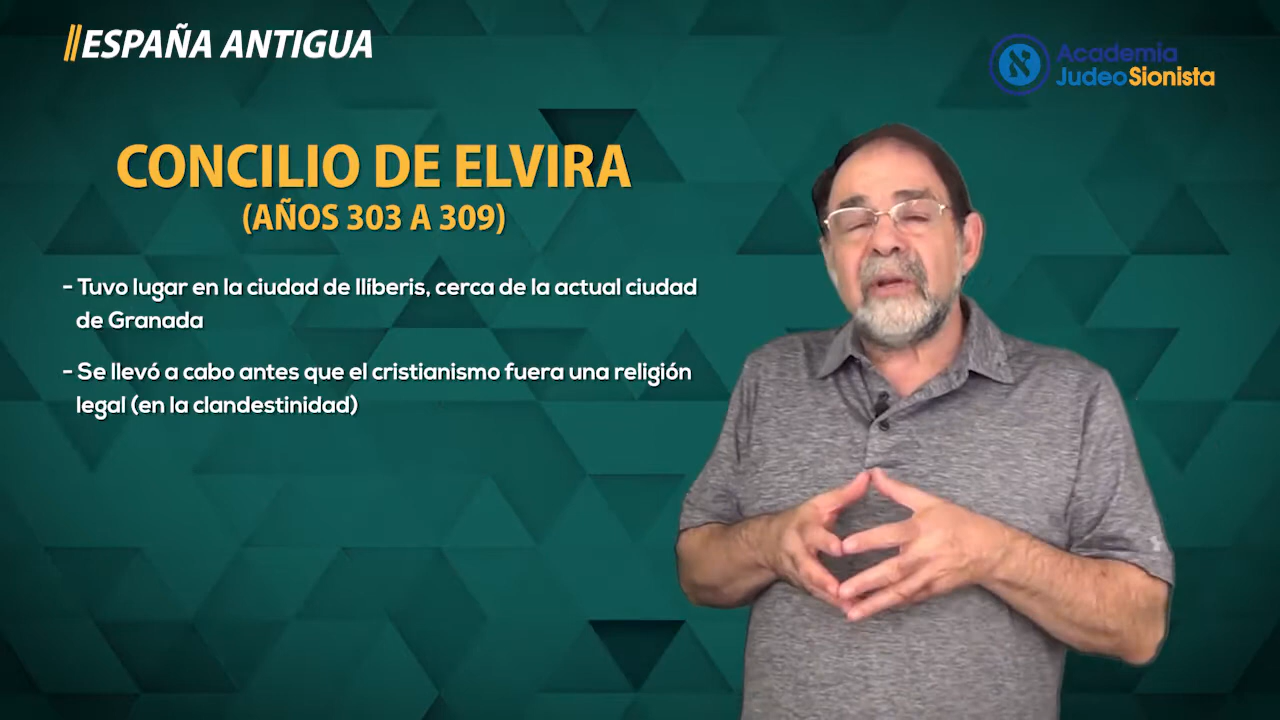 //ESPAÑA ANTIGUA
Academia
JudeoSionista
CONCILIO DE ELVIRA
(AÑOS 303 A 309)
- Tuvo lugar en la ciudad de Ilíberis, cerca de la actual ciudad
de Granada
- Se llevó a cabo antes que el cristianismo fuera una religión
legal (en la clandestinidad)